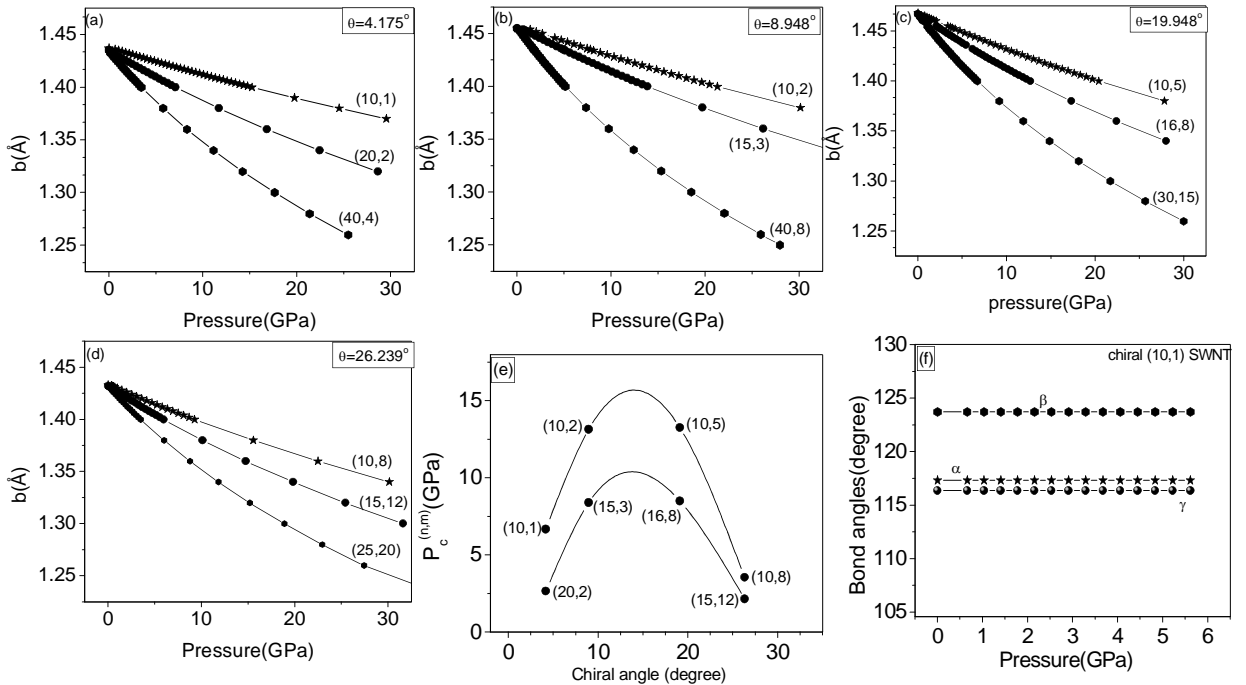 (a)
θ=4.175°
b(Å)
1.45
1.40
1.35
1.30
1.25
(10,1)
(20,2)
(40,4)
0 10 20 30
Pressure(GPa)
(b)
θ=8.948°
b(Å)
1.45
1.40
1.35
1.30
1.25
(10,2)
(15,3)
(40,8)
0 10 20 30
Pressure(GPa)
(c)
θ=19.948°
b(Å)
1.45
1.40
1.35
1.30
1.25
(10,5)
(16,8)
(30,15)
0 10 20 30
pressure(GPa)
(d)
θ=26.239°
b(Å)
1.45
1.40
1.35
1.30
1.25
(10,8)
(15,12)
(25,20)
0 10 20 30
Pressure(GPa)
(e)
P_c^(n,m)(GPa)
15
10
5
0
(10,2)
(10,5)
(10,1)
(15,3)
(16,8)
(20,2)
(10,8)
(15,12)
0 10 20 30
Chiral angle (degree)
(f)
chiral (10,1) SWNT
Bond angles(degree)
130
125
120
115
110
105
β
α
γ
0 1 2 3 4 5 6
Pressure(GPa)